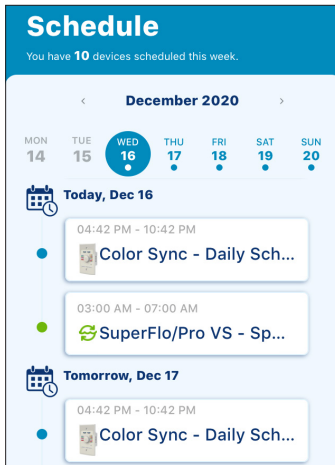 Schedule
You have 10 devices scheduled this week.
December 2020
MON TUE WED THU FRI SAT SUN
14 15 16 17 18 19 20
Today, Dec 16
04:42 PM - 10:42 PM
Color Sync - Daily Sch...
03:00 AM - 07:00 AM
SuperFlo/Pro VS - Sp...
Tomorrow, Dec 17
04:42 PM - 10:42 PM
Color Sync - Daily Sch...